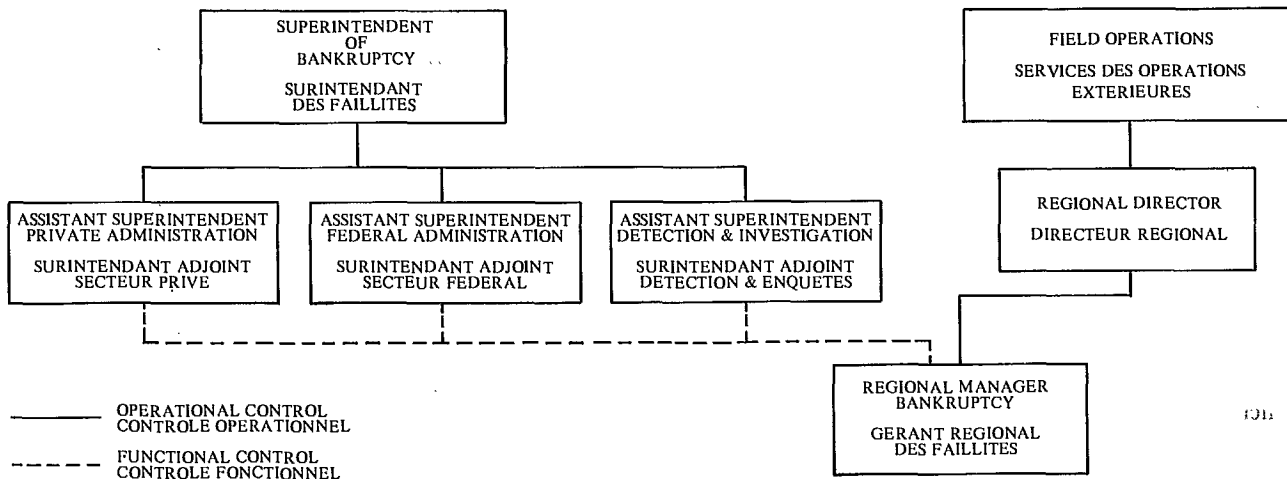 SUPERINTENDENT
OF
BANKRUPTCY
SURINTENDANT
DES FAILLITES
FIELD OPERATIONS
SERVICES DES OPERATIONS
EXTERIEURES
ASSISTANT SUPERINTENDENT
PRIVATE ADMINISTRATION
SURINTENDANT ADJOINT
SECTEUR PRIVE
ASSISTANT SUPERINTENDENT
FEDERAL ADMINISTRATION
SURINTENDANT ADJOINT
SECTEUR FEDERAL
ASSISTANT SUPERINTENDENT
DETECTION & INVESTIGATION
SURINTENDANT ADJOINT
DETECTION & ENQUETES
REGIONAL DIRECTOR
DIRECTEUR REGIONAL
REGIONAL MANAGER
BANKRUPTCY
GERANT REGIONAL
DES FAILLITES
OPERATIONAL CONTROL
CONTROLE OPERATIONNEL
FUNCTIONAL CONTROL
CONTROLE FONCTIONNEL